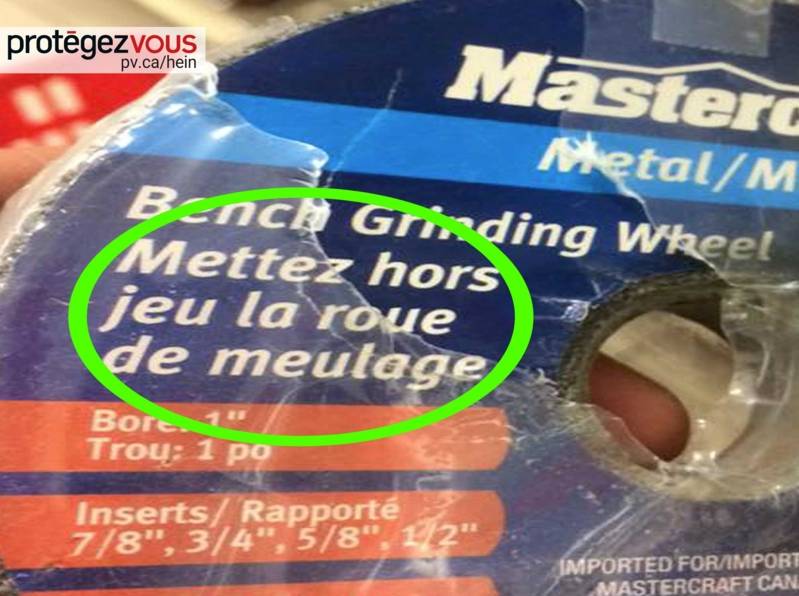 protégezvous
pv.ca/hein
Masterc
Metal/M
Bench Grinding Wheel
Mettez hors
jeu la roue
de meulage
Bore: 1"
Trou: 1 po
Inserts/ Rapporté
7/8", 3/4", 5/8", 1/2"
IMPORTED FOR/IMPORT
MASTERCRAFT CAN